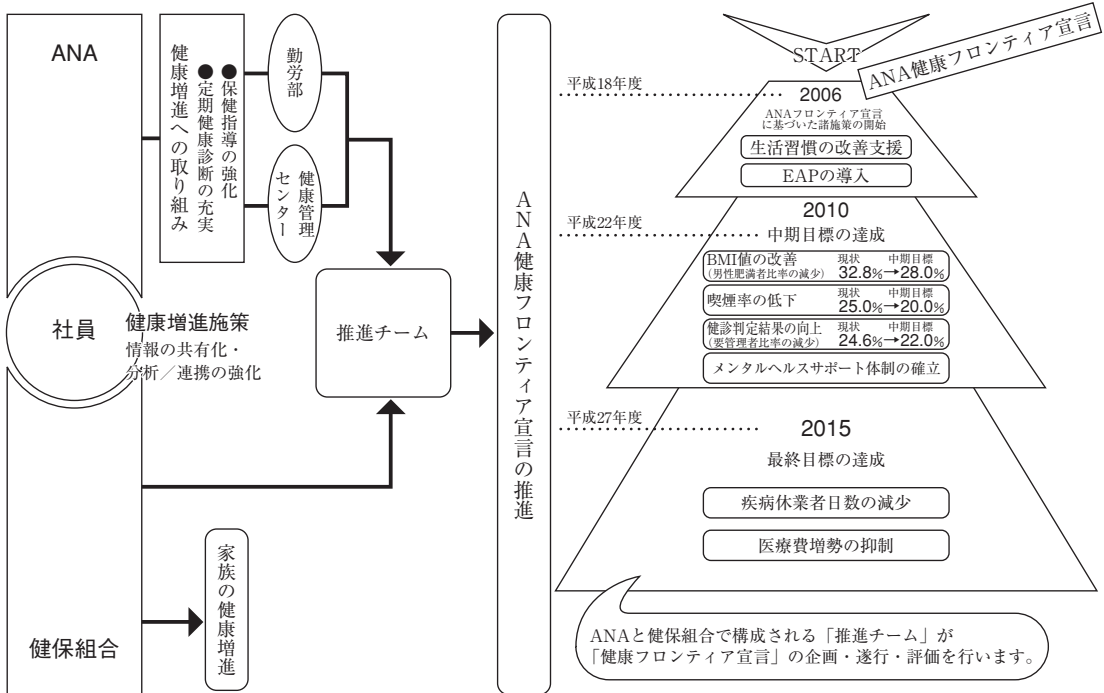 ANA
健康増進への取り組み
●定期健康診断の充実
●保健指導の強化
勤労部
健康管理
センター
社員
健康増進施策
情報の共有化・
分析／連携の強化
推進チーム
健保組合
家族の健康増進
ANA健康フロンティア宣言の推進
START
ANA健康フロンティア宣言
平成18年度
2006
ANAフロンティア宣言
に基づいた諸施策の開始
生活習慣の改善支援
EAPの導入
平成22年度
2010
中期目標の達成
BMI値の改善 現状 中期目標
(男性肥満者比率の減少) 32.8%→28.0%
喫煙率の低下 現状 中期目標
25.0%→20.0%
健診判定結果の向上 現状 中期目標
(要管理者比率の減少) 24.6%→22.0%
メンタルヘルスサポート体制の確立
平成27年度
2015
最終目標の達成
疾病休業者日数の減少
医療費増勢の抑制
ANAと健保組合で構成される「推進チーム」が
「健康フロンティア宣言」の企画・遂行・評価を行います。